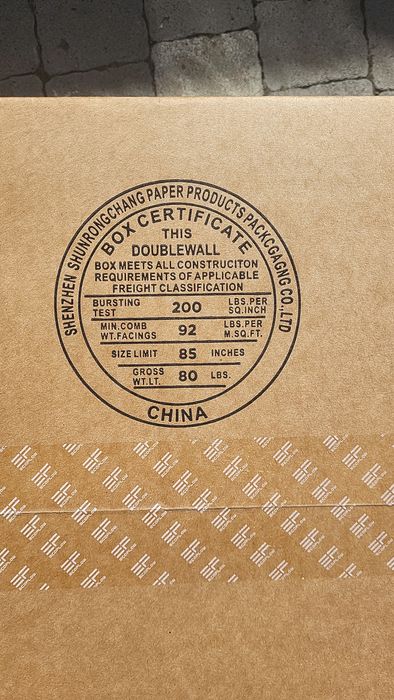 SHENZHEN SHUNRONGCHANG PAPER PRODUCTS PACKCGAGNG CO.,LTD
BOX CERTIFICATE
THIS
DOUBLEWALL
BOX MEETS ALL CONSTRUCITON
REQUIREMENTS OF APPLICABLE
FREIGHT CLASSIFICATION
BURSTING TEST 200 LBS.PER SQ.INCH
MIN.COMB WT.FACINGS 92 LBS.PER M.SQ.FT.
SIZE LIMIT 85 INCHES
GROSS WT.LT. 80 LBS.
CHINA